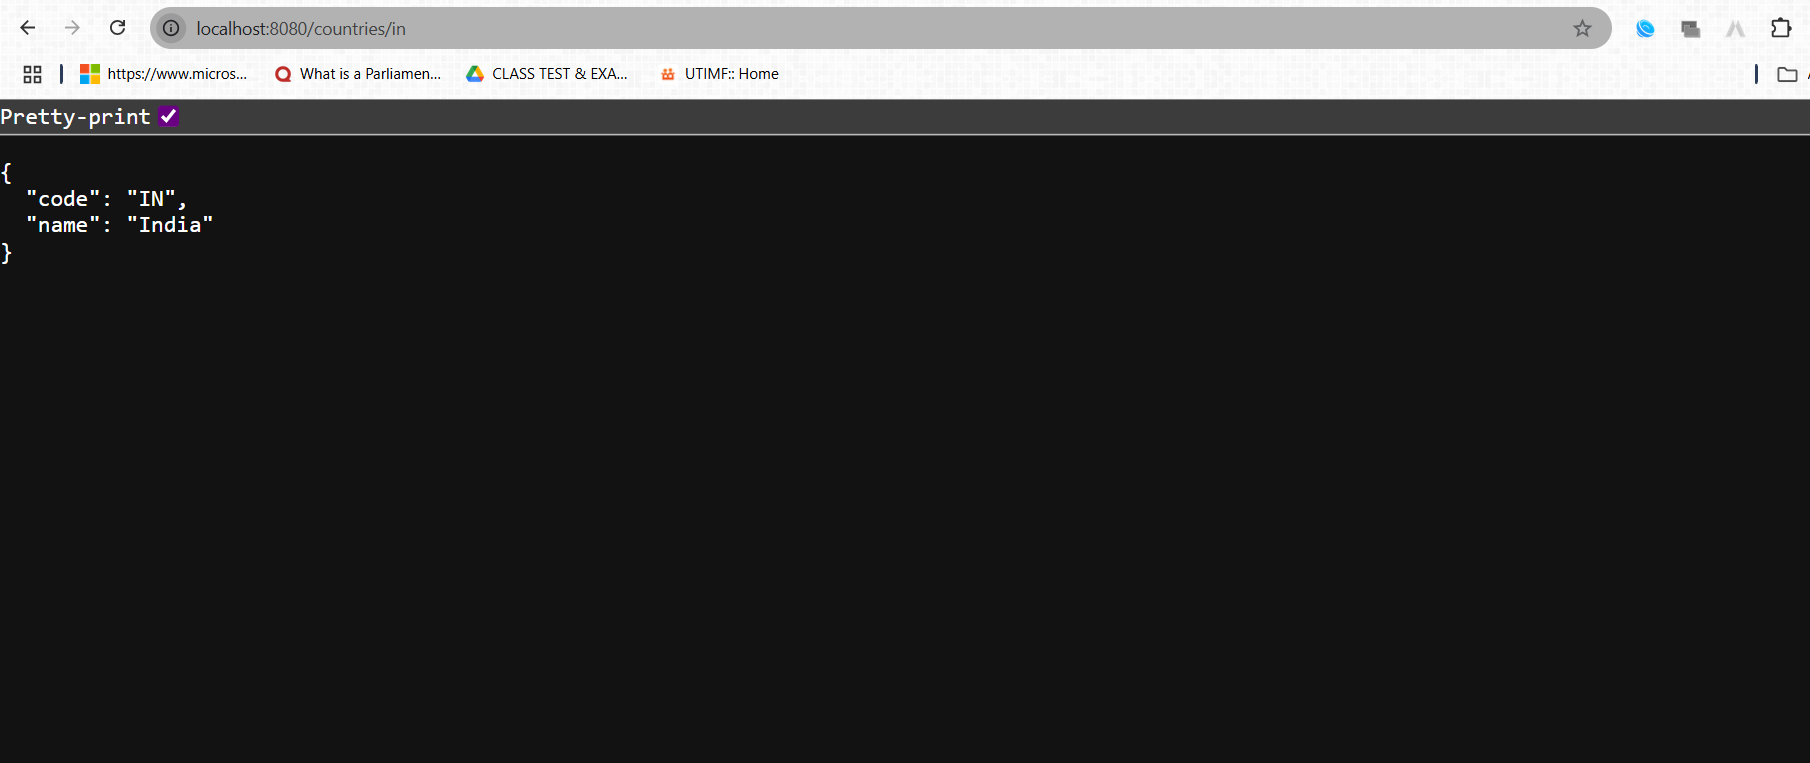 localhost:8080/countries/in
https://www.micros... What is a Parliamen... CLASS TEST & EXA... UTIMF:: Home
Pretty-print
{
  "code": "IN",
  "name": "India"
}